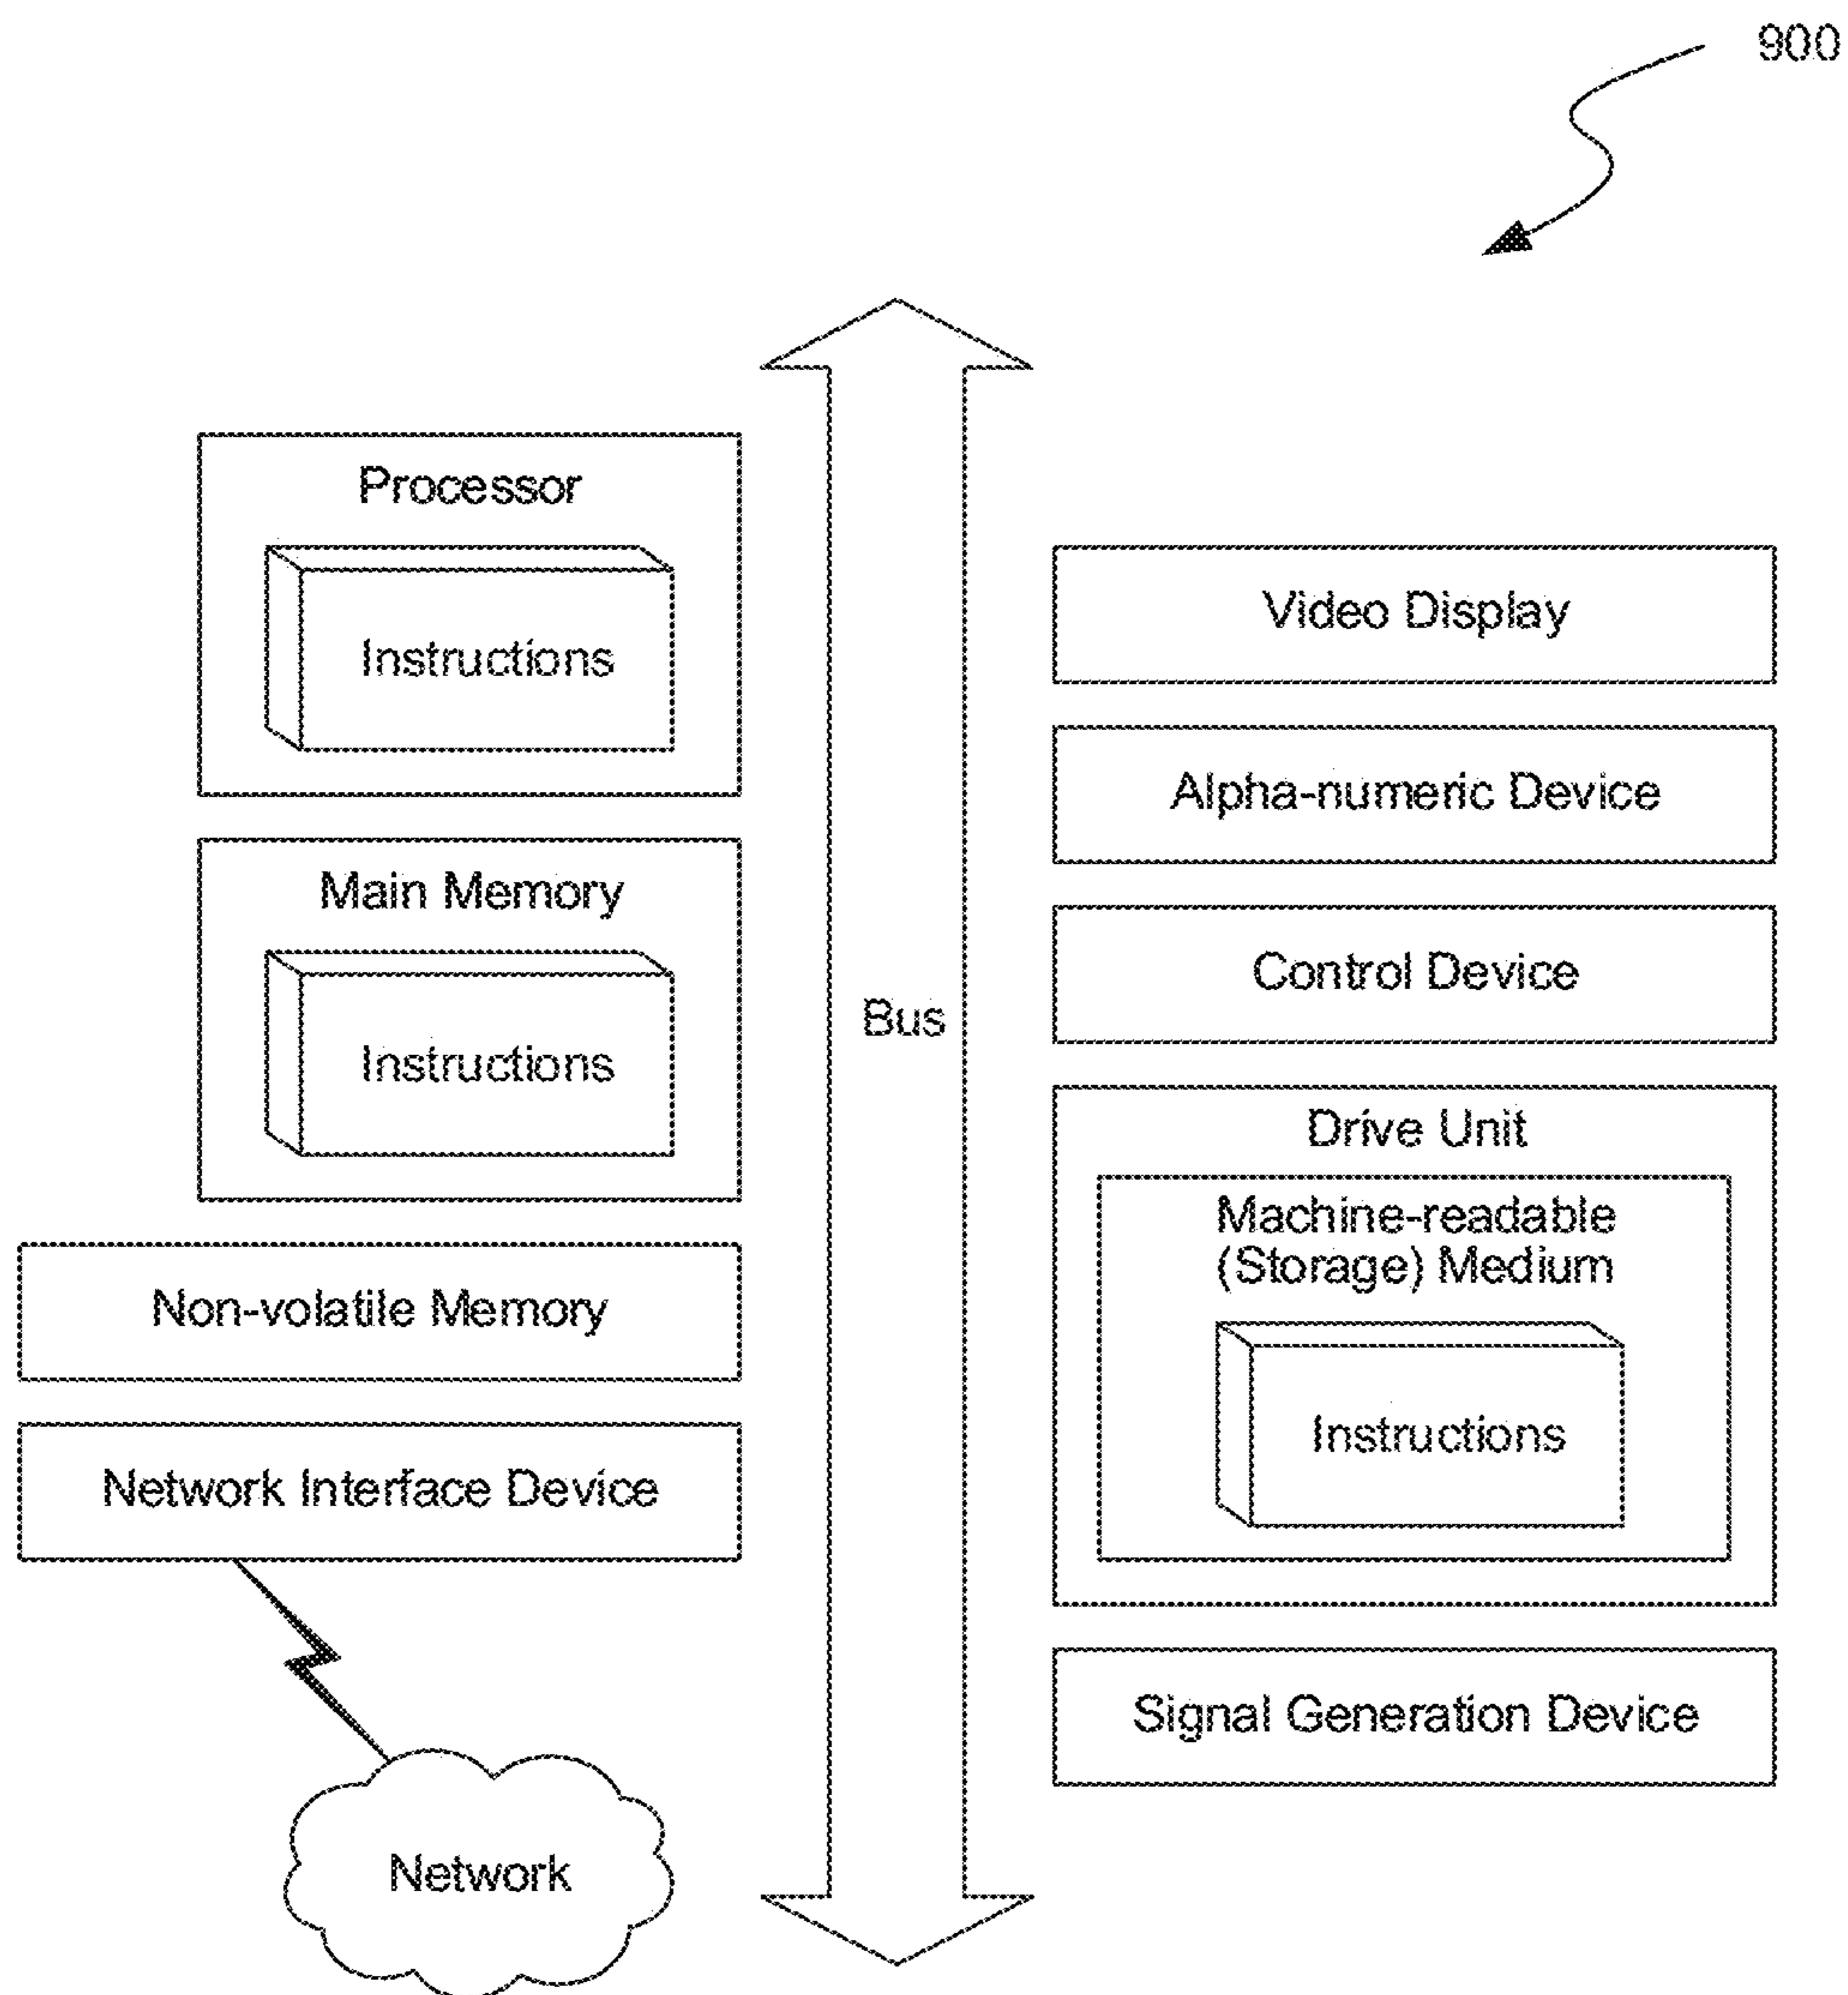 900
Processor
Instructions
Main Memory
Instructions
Non-volatile Memory
Network Interface Device
Network
Bus
Video Display
Alpha-numeric Device
Control Device
Drive Unit
Machine-readable
(Storage) Medium
Instructions
Signal Generation Device